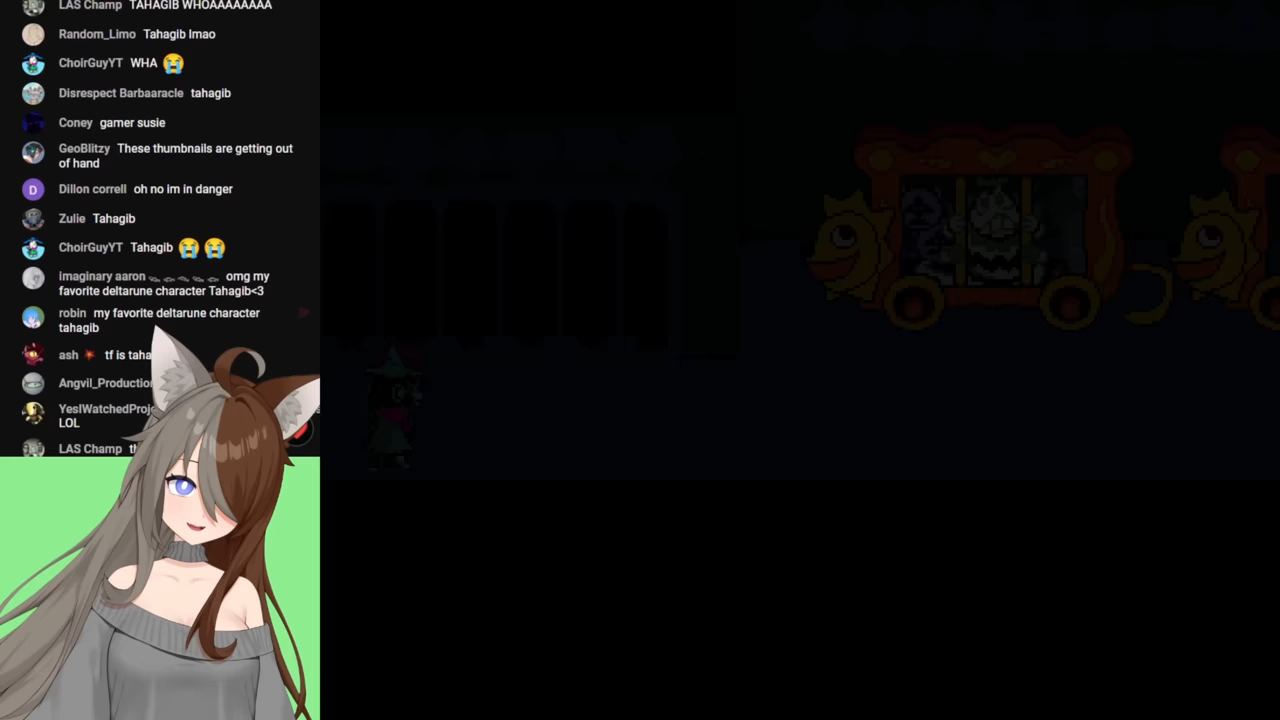 LAS Champ TAHAGIB WHOAAAAAAAA
Random_Limo Tahagib lmao
ChoirGuyYT WHA 😭
Disrespect Barbaaracle tahagib
Coney gamer susie
GeoBlitzy These thumbnails are getting out
of hand
D
Dillon correll oh no im in danger
Zulie Tahagib
ChoirGuyYT Tahagib 😭 😭
imaginary aaron omg my
favorite deltarune character Tahagib<3
robin my favorite deltarune character
tahagib
ash 💥 tf is taha
Angvil_Production
YesIWatchedProj
LOL
LAS Champ